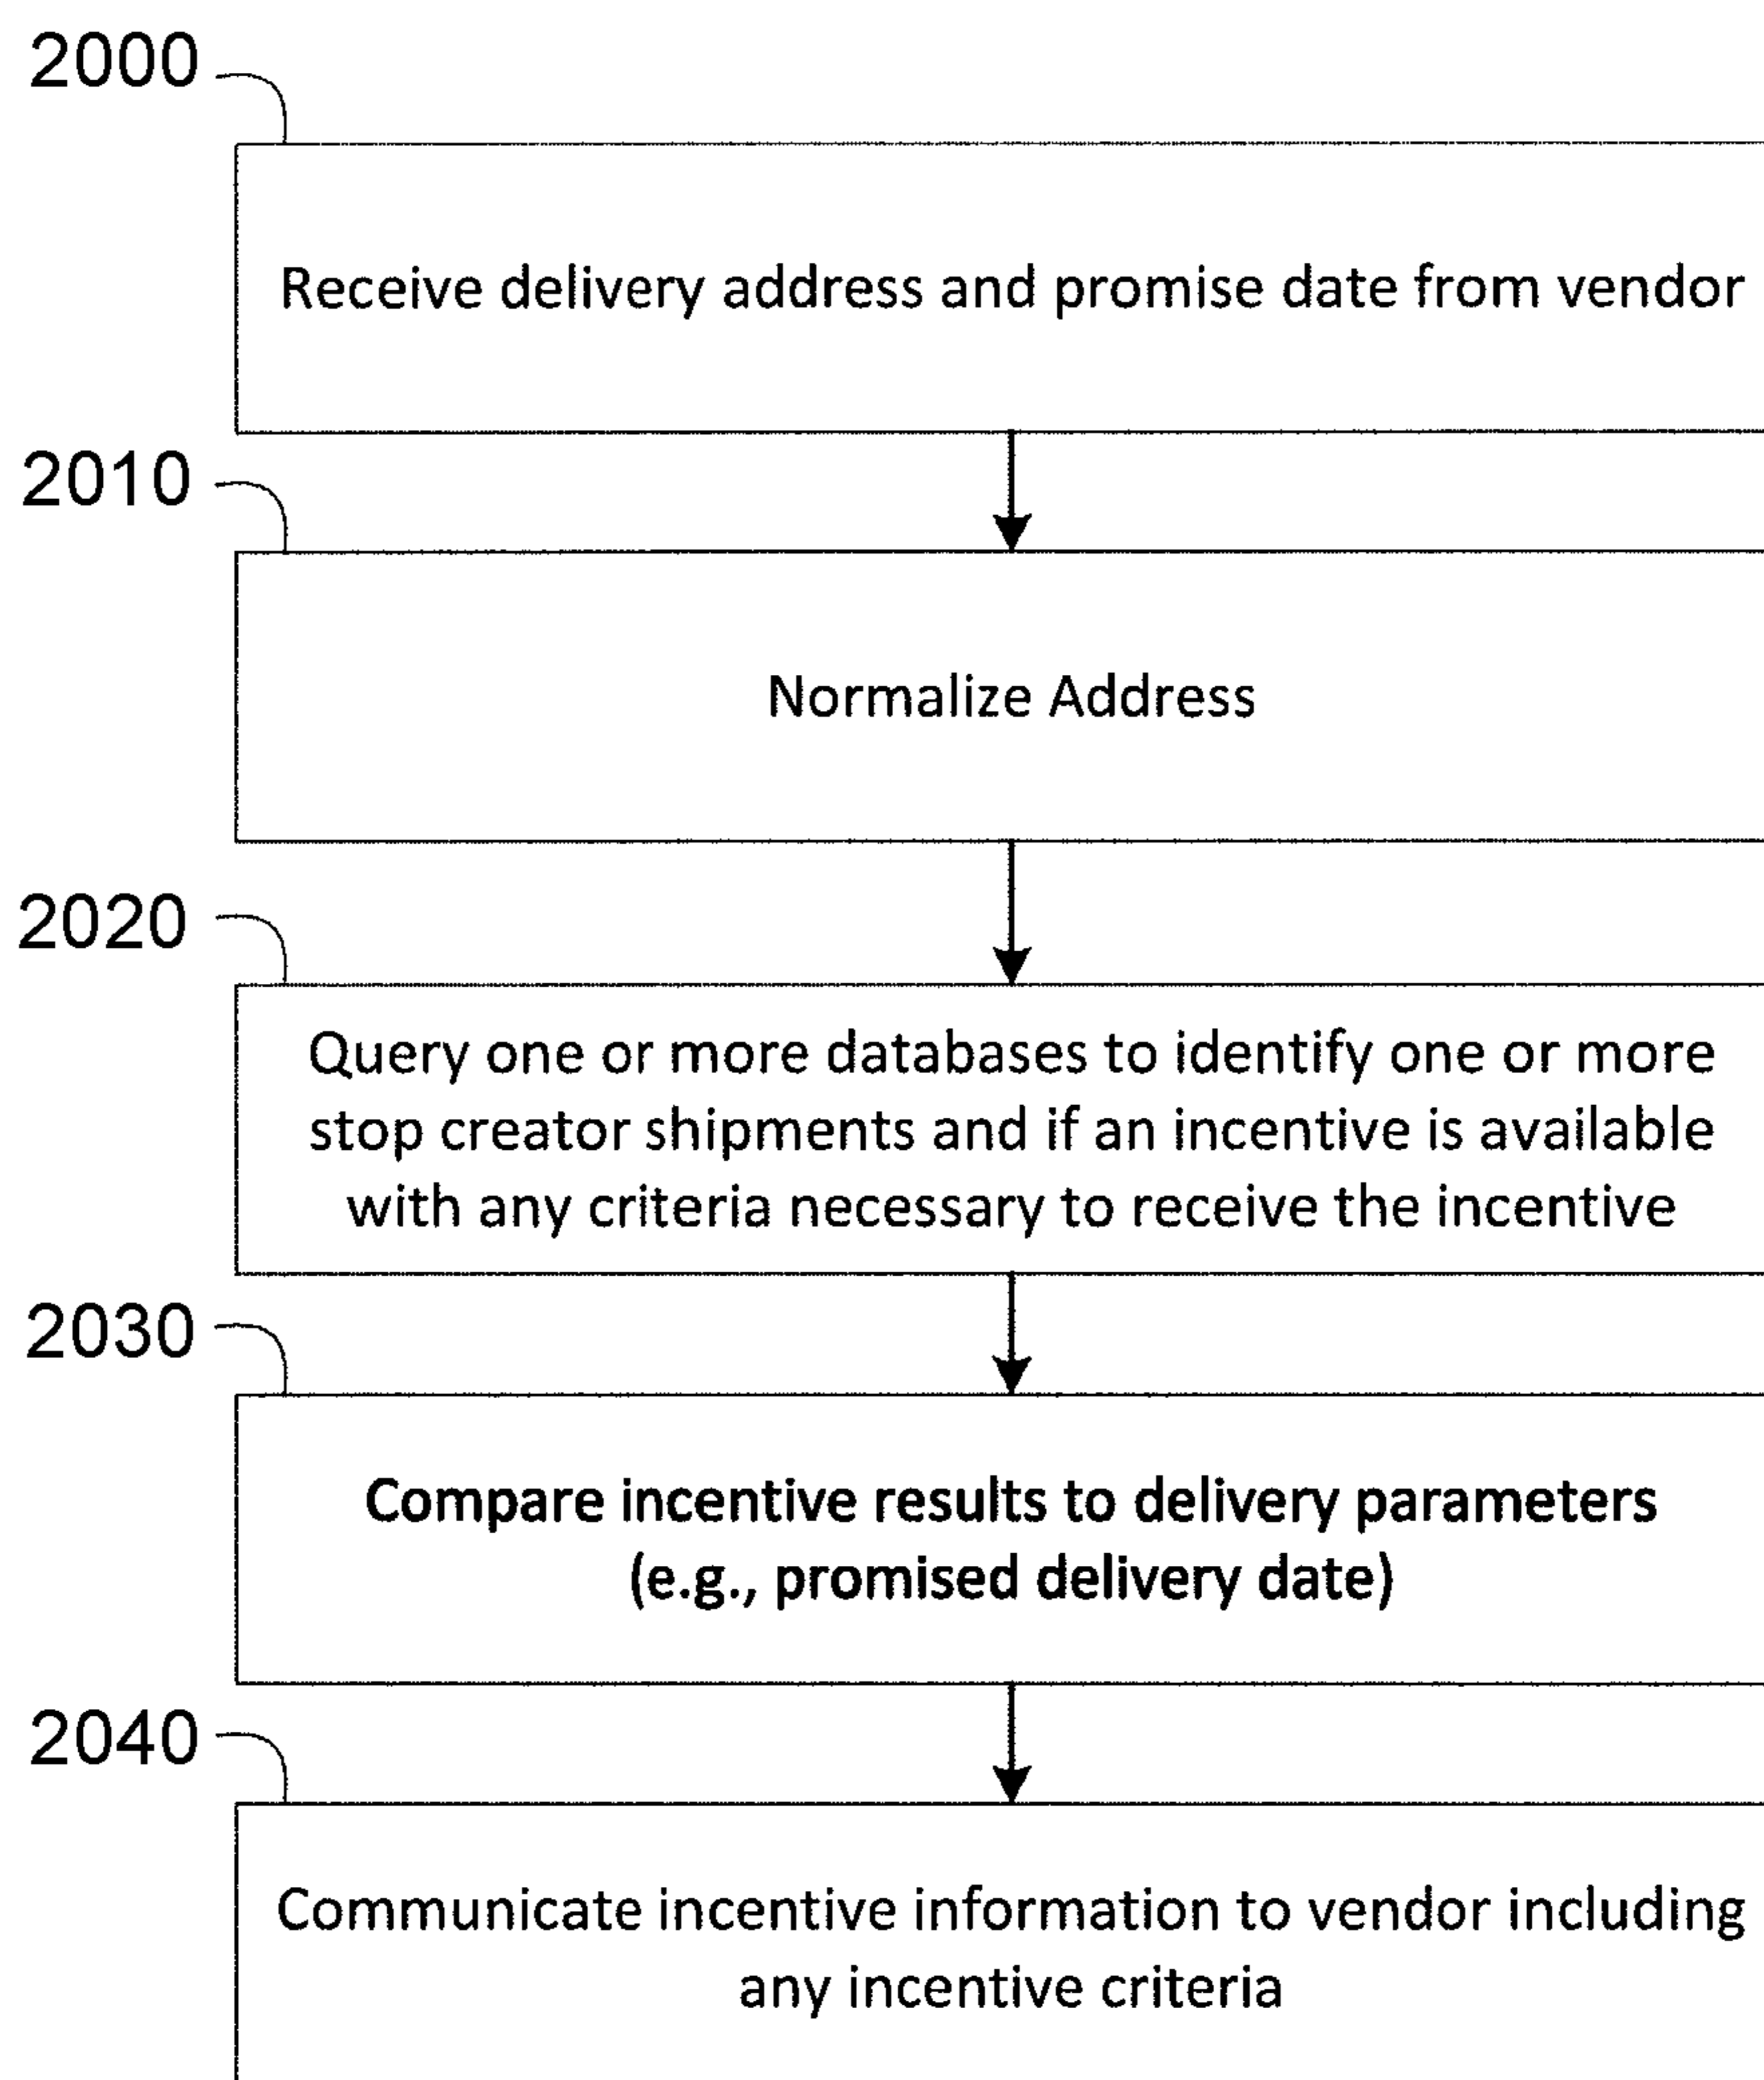 2000
Receive delivery address and promise date from vendor
2010
Normalize Address
2020
Query one or more databases to identify one or more
stop creator shipments and if an incentive is available
with any criteria necessary to receive the incentive
2030
Compare incentive results to delivery parameters
(e.g., promised delivery date)
2040
Communicate incentive information to vendor including
any incentive criteria